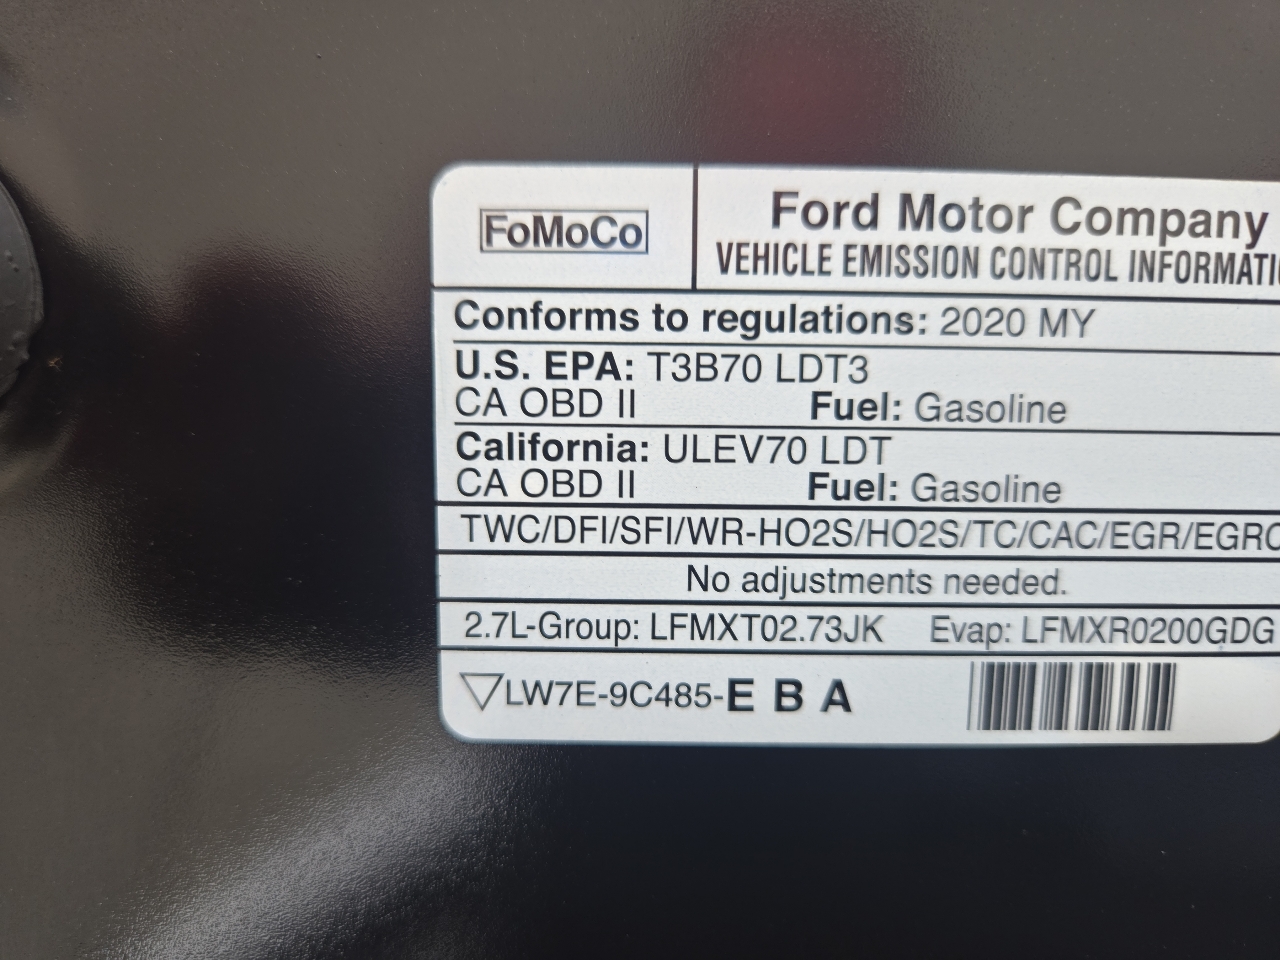 FoMoCo
Ford Motor Company
VEHICLE EMISSION CONTROL
Conforms to regulations: 2020 MY
U.S. EPA: T3B70 LDT3
CA OBD II Fuel: Gasoline
California: ULEV70 LDT
CA OBD II Fuel: Gasoline
TWC/DFI/SFI/WR-HO2S/HO2S/TC/CAC/EGR/
No adjustments needed.
2.7L-Group: LFMXT02.73JK Evap: LFMXR0200GDG
LW7E-9C485-E B A